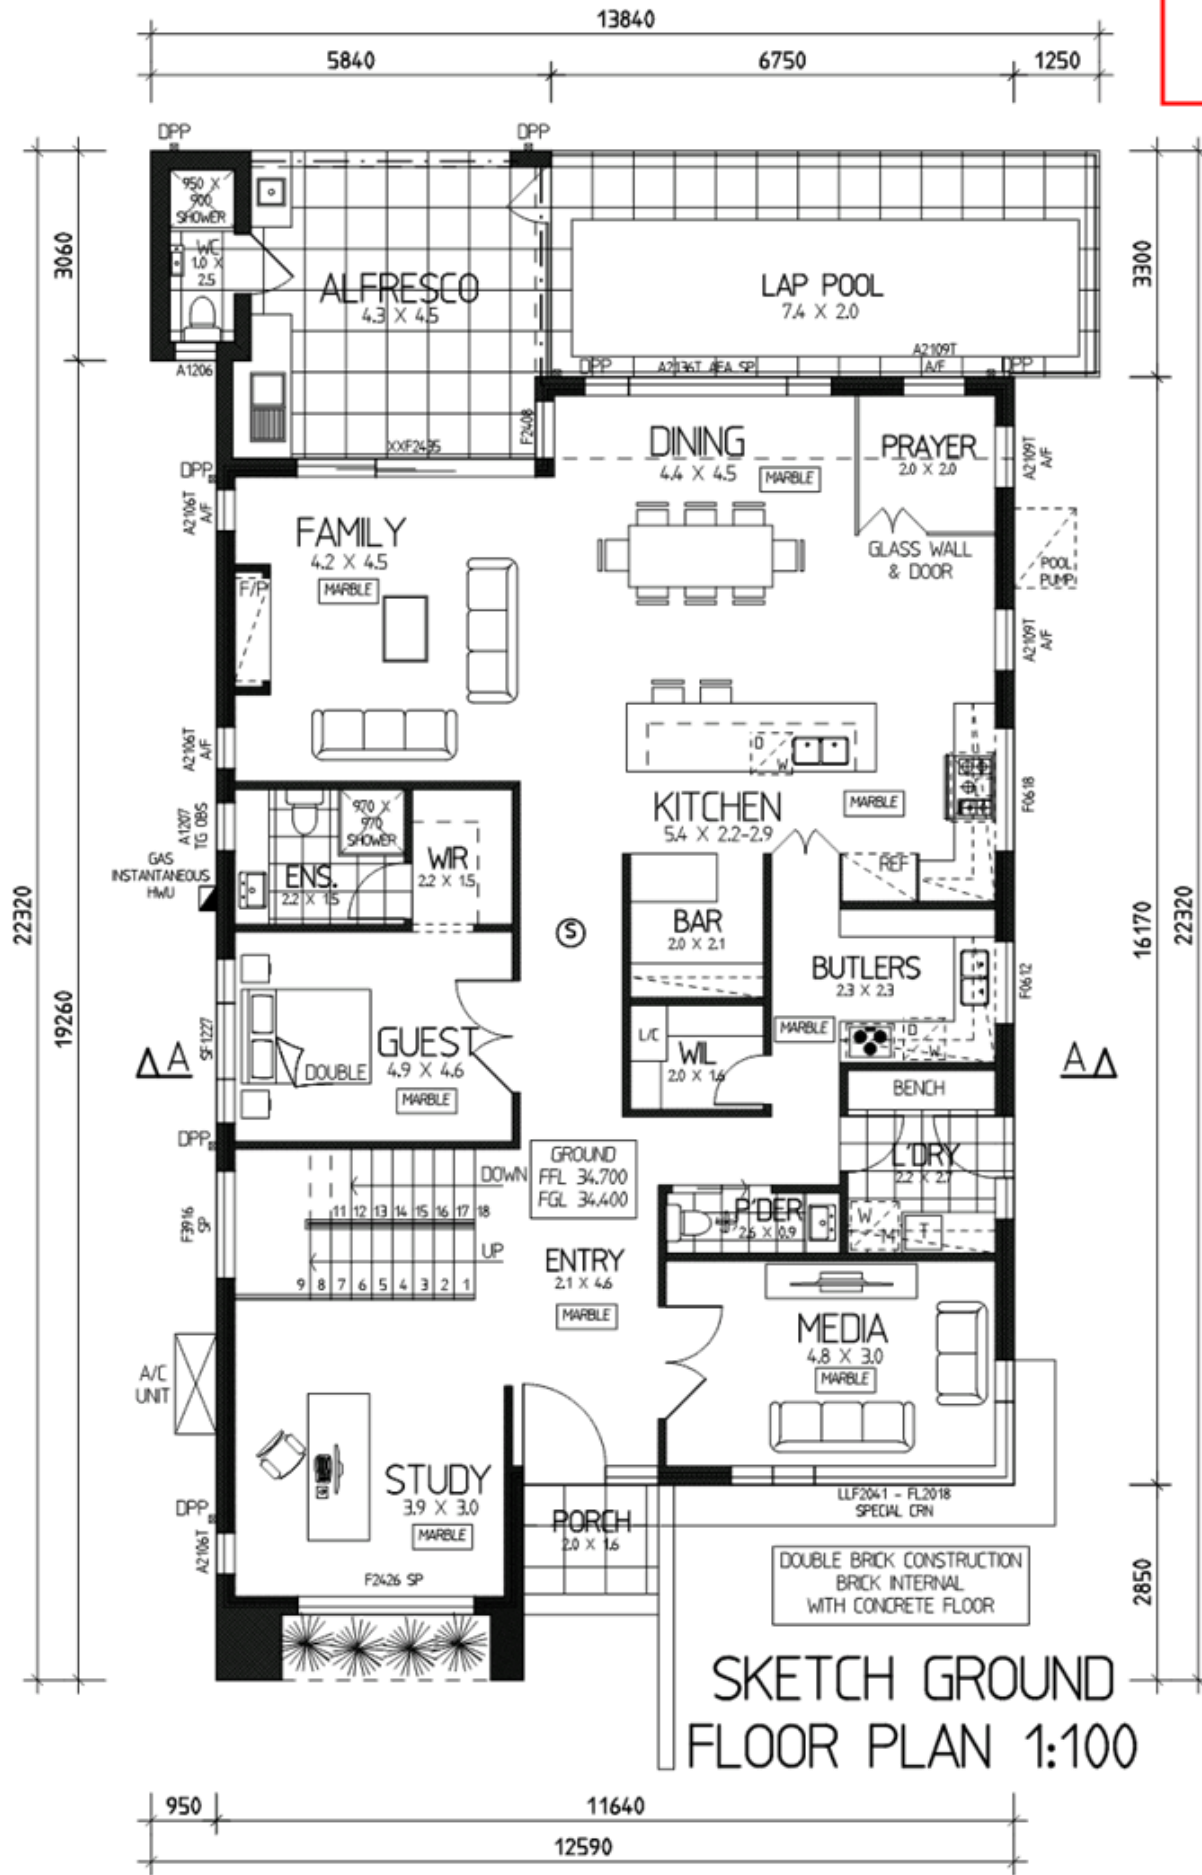 13840
5840
6750
1250
DPP
DPP
950 X
900
SHOWER
WC
1.0 X
2.5
3060
3300
ALFRESCO
4.3 X 4.5
LAP POOL
7.4 X 2.0
A1206
DPP
A2136T AFA SP
A2109T
A/F
DPP
XXF2435
F2408
DINING
4.4 X 4.5
MARBLE
PRAYER
2.0 X 2.0
A2109T
A/F
DPP
A2106T
A/F
FAMILY
4.2 X 4.5
MARBLE
GLASS WALL
& DOOR
POOL
PUMP
F/P
A2109T
A/F
A2106T
A/F
D
W
KITCHEN
5.4 X 2.2-2.9
MARBLE
F0618
A1207
TG OBS
970 X
970
SHOWER
GAS
INSTANTANEOUS
HWU
ENS.
2.2 X 1.5
WIR
2.2 X 1.5
REF
22320
BAR
2.0 X 2.1
S
16170
22320
BUTLERS
2.3 X 2.3
F0612
19260
SF1227
GUEST
4.9 X 4.6
MARBLE
DOUBLE
L/C
WIL
2.0 X 1.6
MARBLE
D
W
A
A
BENCH
DPP
GROUND
FFL 34.700
FGL 34.400
DOWN
L'DRY
2.2 X 2.7
F3916
SP
11 12 13 14 15 16 17 18
P'DER
2.6 X 0.9
W
M
T
UP
9 8 7 6 5 4 3 2 1
ENTRY
2.1 X 4.6
MARBLE
MEDIA
4.8 X 3.0
MARBLE
A/C
UNIT
STUDY
3.9 X 3.0
MARBLE
DPP
A2106T
LLF2041 - FL2018
SPECIAL CRN
PORCH
2.0 X 1.6
F2426 SP
DOUBLE BRICK CONSTRUCTION
BRICK INTERNAL
WITH CONCRETE FLOOR
2850
SKETCH GROUND
FLOOR PLAN 1:100
950
11640
12590